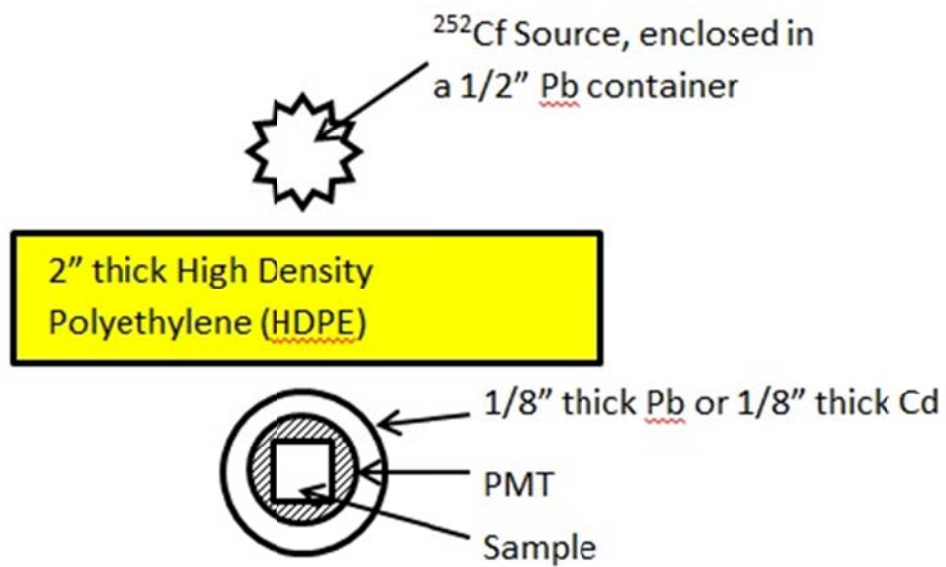 ²⁵²Cf Source, enclosed in
a 1/2” Pb container
2” thick High Density
Polyethylene (HDPE)
1/8” thick Pb or 1/8” thick Cd
PMT
Sample